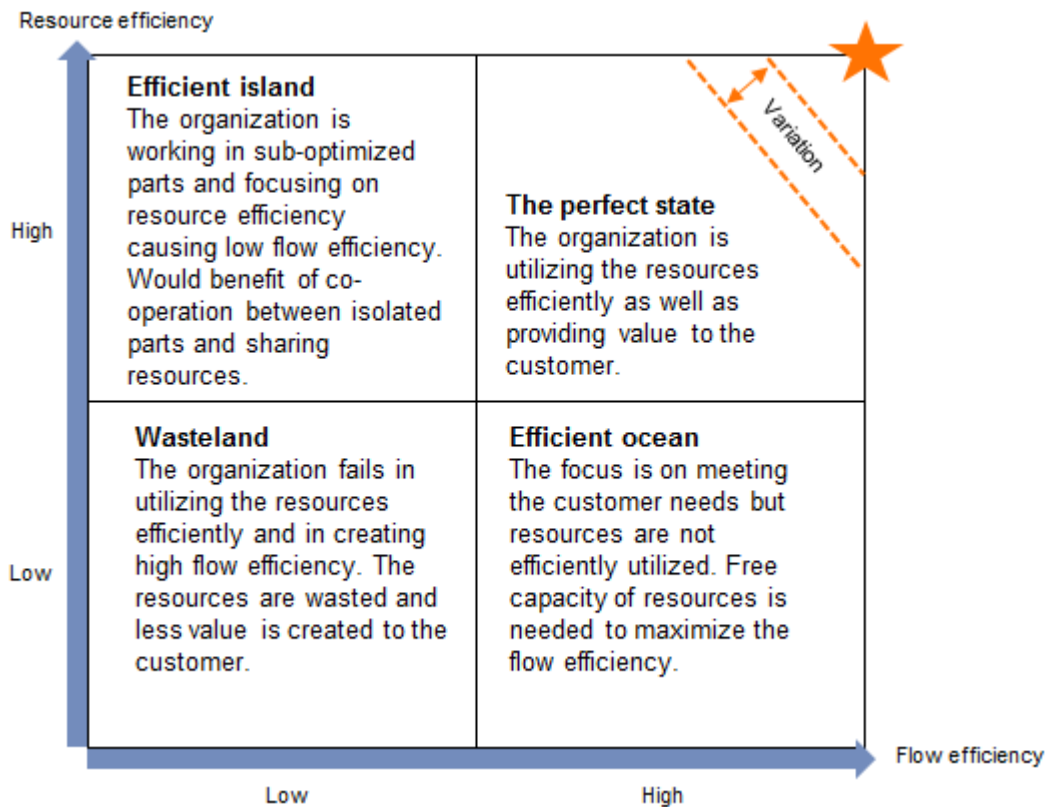 Resource efficiency
Efficient island
The organization is
working in sub-optimized
parts and focusing on
resource efficiency
causing low flow efficiency.
Would benefit of co-
operation between isolated
parts and sharing
resources.
Variation
The perfect state
The organization is
utilizing the resources
efficiently as well as
providing value to the
customer.
High
Wasteland
The organization fails in
utilizing the resources
efficiently and in creating
high flow efficiency. The
resources are wasted and
less value is created to the
customer.
Efficient ocean
The focus is on meeting
the customer needs but
resources are not
efficiently utilized. Free
capacity of resources is
needed to maximize the
flow efficiency.
Low
Flow efficiency
Low
High